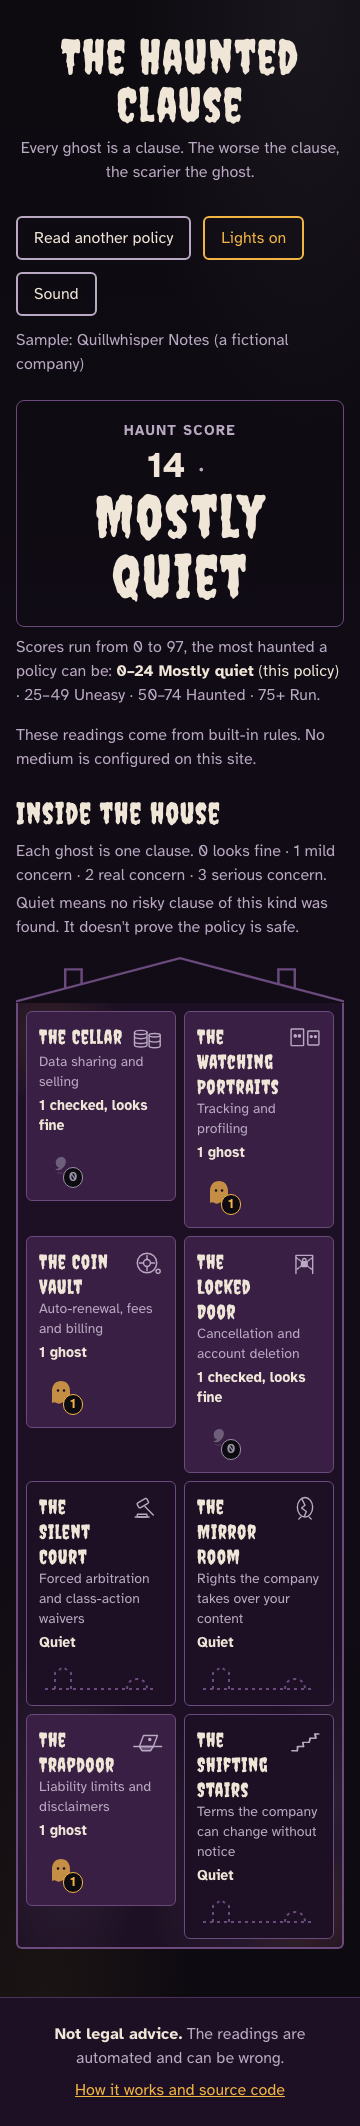 THE HAUNTED
CLAUSE
Every ghost is a clause. The worse the clause,
the scarier the ghost.
Read another policy
Lights on
Sound
Sample: Quillwhisper Notes (a fictional
company)
HAUNT SCORE
14 ·
MOSTLY
QUIET
Scores run from 0 to 97, the most haunted a
policy can be: 0–24 Mostly quiet (this policy)
· 25–49 Uneasy · 50–74 Haunted · 75+ Run.
These readings come from built-in rules. No
medium is configured on this site.
INSIDE THE HOUSE
Each ghost is one clause. 0 looks fine · 1 mild
concern · 2 real concern · 3 serious concern.
Quiet means no risky clause of this kind was
found. It doesn't prove the policy is safe.
THE CELLAR
Data sharing and
selling
1 checked, looks
fine
0
THE
WATCHING
PORTRAITS
Tracking and
profiling
1 ghost
1
THE COIN
VAULT
Auto-renewal, fees
and billing
1 ghost
1
THE
LOCKED
DOOR
Cancellation and
account deletion
1 checked, looks
fine
0
THE
SILENT
COURT
Forced arbitration
and class-action
waivers
Quiet
THE
MIRROR
ROOM
Rights the company
takes over your
content
Quiet
THE
TRAPDOOR
Liability limits and
disclaimers
1 ghost
1
THE
SHIFTING
STAIRS
Terms the company
can change without
notice
Quiet
Not legal advice. The readings are
automated and can be wrong.
How it works and source code